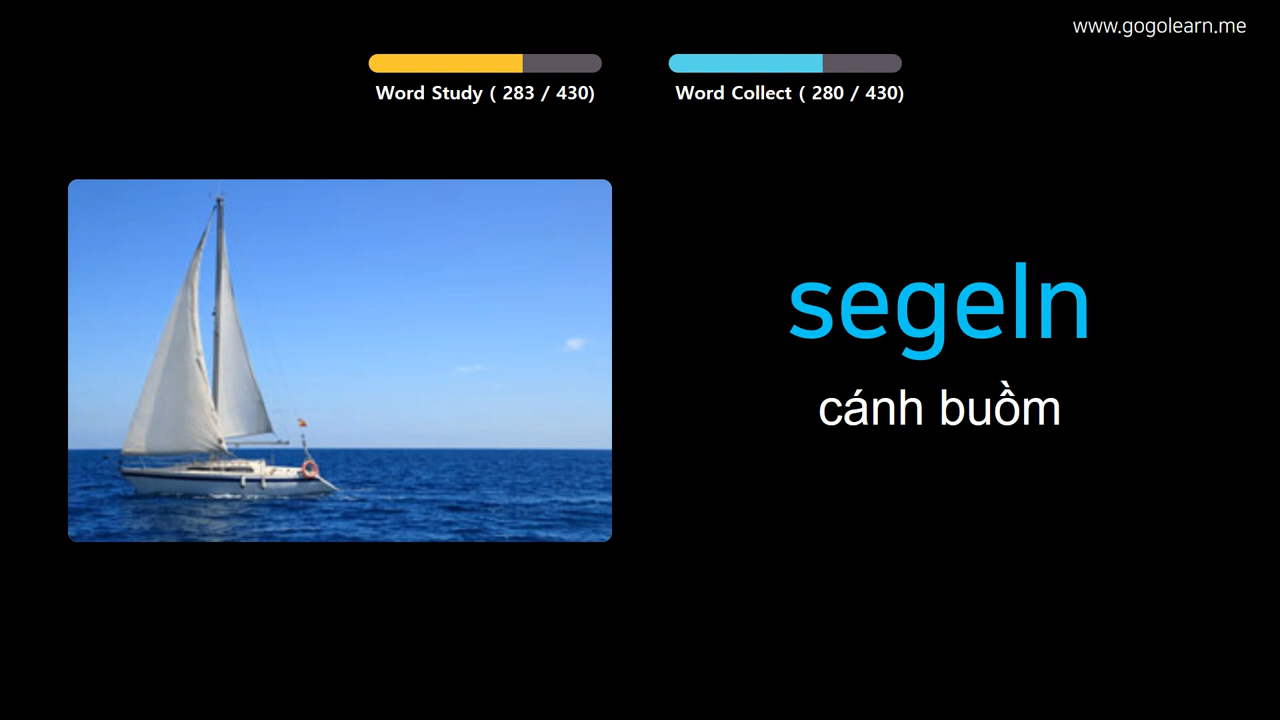 www.gogolearn.me
Word Study ( 283 / 430)
Word Collect ( 280 / 430)
segeln
cánh buồm